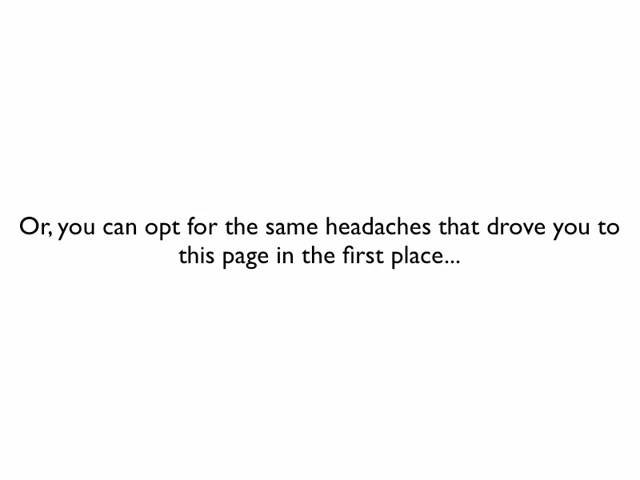 Or, you can opt for the same headaches that drove you to
this page in the first place...